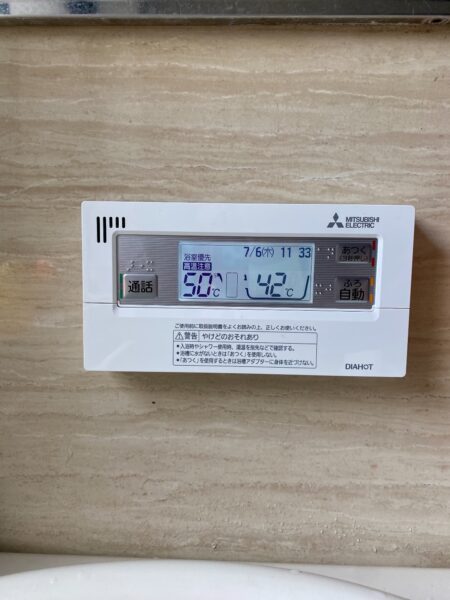 MITSUBISHI
ELECTRIC
7/6(木) 11 33
浴室優先
高温注意
50℃ 42℃
通話
あつく
(3秒押し)
ふろ
自動
ご使用前に取扱説明書をよくお読みの上、正しくお使いください。
⚠警告 やけどのおそれあり
●入浴時やシャワー使用時、湯温を指先などで確認する。
●浴槽に水がないときは「あつく」を使用しない。
●「あつく」を使用するときは浴槽アダプターに身体を近づけない。
DIAHOT